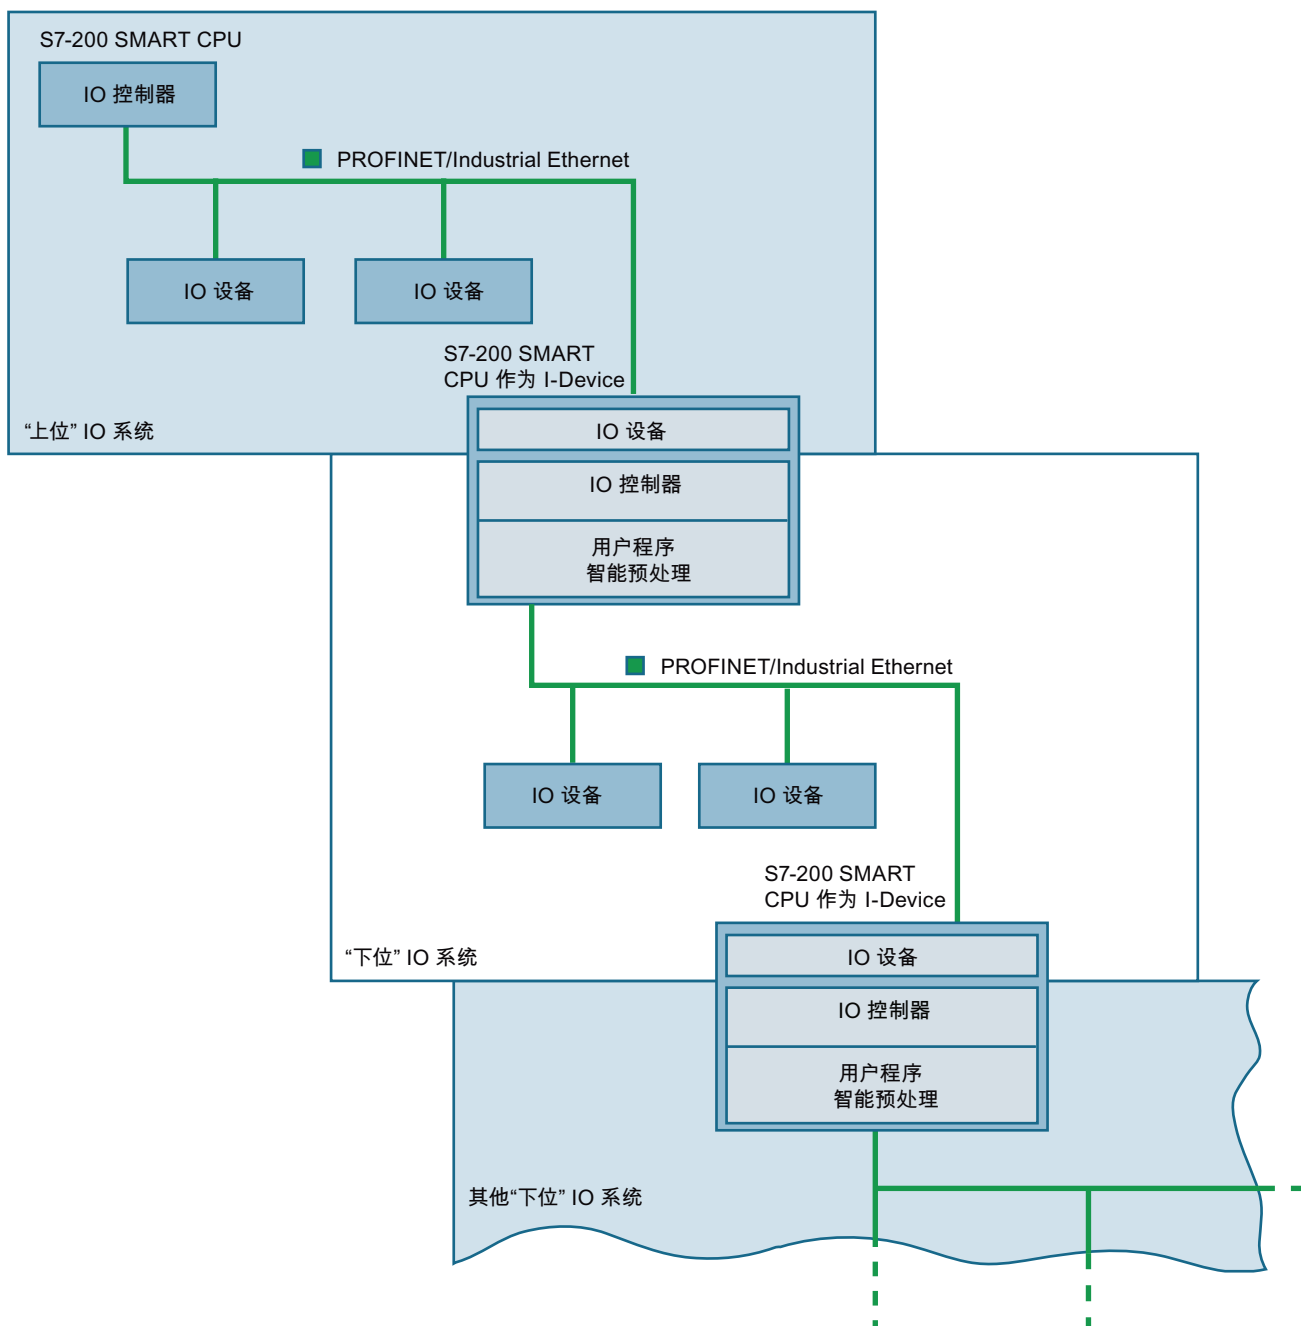 S7-200 SMART CPU
IO 控制器
PROFINET/Industrial Ethernet
IO 设备
IO 设备
S7-200 SMART
CPU 作为 I-Device
“上位” IO 系统
IO 设备
IO 控制器
用户程序
智能预处理
PROFINET/Industrial Ethernet
IO 设备
IO 设备
S7-200 SMART
CPU 作为 I-Device
“下位” IO 系统
IO 设备
IO 控制器
用户程序
智能预处理
其他“下位” IO 系统